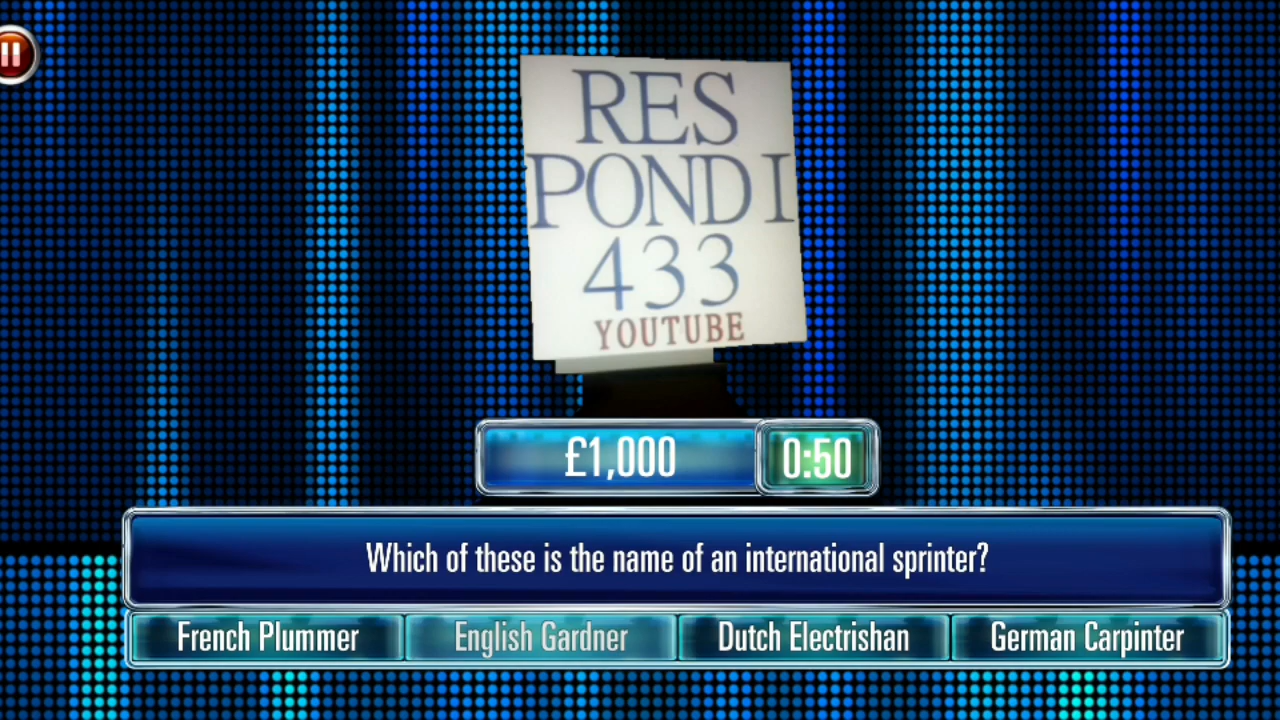 RES
POND I
433
YOUTUBE
£1,000 0:50
Which of these is the name of an international sprinter?
French Plummer English Gardner Dutch Electrishan German Carpinter